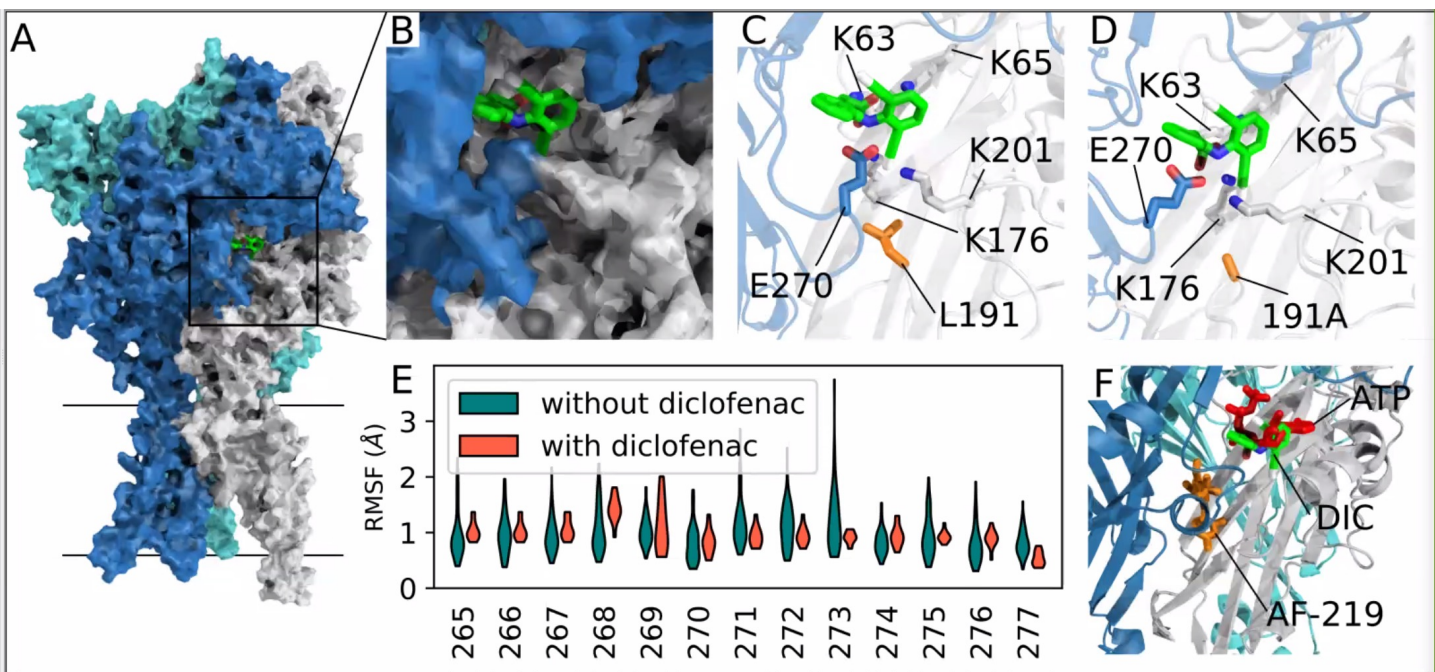 A
B
C
K63
K65
K201
K176
E270
L191
D
K63
K65
E270
K176
K201
191A
E
without diclofenac
with diclofenac
RMSF (Å)
3
2
1
0
265
266
267
268
269
270
271
272
273
274
275
276
277
F
ATP
DIC
AF-219